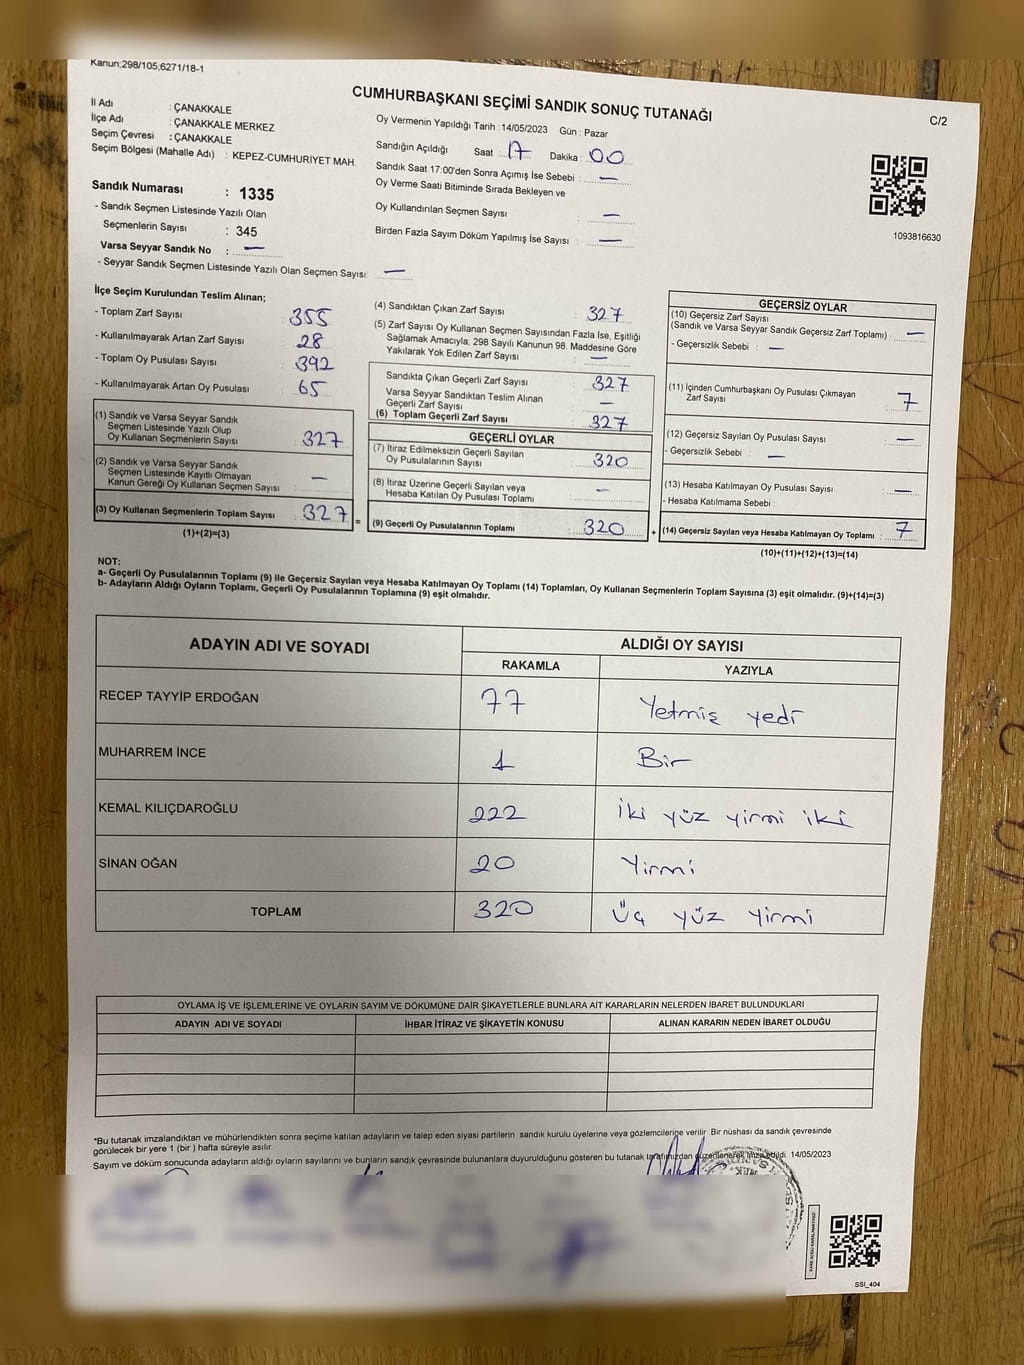 Kanun;298/105;6271/18-1
CUMHURBAŞKANI SEÇİMİ SANDIK SONUÇ TUTANAĞI
C/2
İl Adı : ÇANAKKALE
İlçe Adı : ÇANAKKALE MERKEZ
Seçim Çevresi : ÇANAKKALE
Seçim Bölgesi (Mahalle Adı) : KEPEZ-CUMHURİYET MAH.
Sandık Numarası : 1335
- Sandık Seçmen Listesinde Yazılı Olan
Seçmenlerin Sayısı : 345
Varsa Seyyar Sandık No : —
- Seyyar Sandık Seçmen Listesinde Yazılı Olan Seçmen Sayısı: —
Oy Vermenin Yapıldığı Tarih : 14/05/2023 Gün : Pazar
Sandığın Açıldığı Saat : 17 Dakika : 00
Sandık Saat 17:00'den Sonra Açımış İse Sebebi : —
Oy Verme Saati Bitiminde Sırada Bekleyen ve
Oy Kullandırılan Seçmen Sayısı : —
Birden Fazla Sayım Döküm Yapılmış İse Sayısı : —
1093816630
İlçe Seçim Kurulundan Teslim Alınan;
- Toplam Zarf Sayısı : 355
- Kullanılmayarak Artan Zarf Sayısı : 28
- Toplam Oy Pusulası Sayısı : 392
- Kullanılmayarak Artan Oy Pusulası : 65
(1) Sandık ve Varsa Seyyar Sandık
Seçmen Listesinde Yazılı Olup
Oy Kullanan Seçmenlerin Sayısı : 327
(2) Sandık ve Varsa Seyyar Sandık
Seçmen Listesinde Kayıtlı Olmayan
Kanun Gereği Oy Kullanan Seçmen Sayısı : —
(3) Oy Kullanan Seçmenlerin Toplam Sayısı : 327
(1)+(2)=(3)
(4) Sandıktan Çıkan Zarf Sayısı : 327
(5) Zarf Sayısı Oy Kullanan Seçmen Sayısından Fazla İse, Eşitliği
Sağlamak Amacıyla; 298 Sayılı Kanunun 98. Maddesine Göre
Yakılarak Yok Edilen Zarf Sayısı : —
Sandıkta Çıkan Geçerli Zarf Sayısı : 327
Varsa Seyyar Sandıktan Teslim Alınan
Geçerli Zarf Sayısı : —
(6) Toplam Geçerli Zarf Sayısı : 327
GEÇERLİ OYLAR
(7) İtiraz Edilmeksizin Geçerli Sayılan
Oy Pusulalarının Sayısı : 320
(8) İtiraz Üzerine Geçerli Sayılan veya
Hesaba Katılan Oy Pusulası Toplamı : —
= (9) Geçerli Oy Pusulalarının Toplamı : 320
GEÇERSİZ OYLAR
(10) Geçersiz Zarf Sayısı
(Sandık ve Varsa Seyyar Sandık Geçersiz Zarf Toplamı) : —
- Geçersizlik Sebebi : —
(11) İçinden Cumhurbaşkanı Oy Pusulası Çıkmayan
Zarf Sayısı : 7
(12) Geçersiz Sayılan Oy Pusulası Sayısı : —
- Geçersizlik Sebebi : —
(13) Hesaba Katılmayan Oy Pusulası Sayısı : —
- Hesaba Katılmama Sebebi :
+ (14) Geçersiz Sayılan veya Hesaba Katılmayan Oy Toplamı : 7
(10)+(11)+(12)+(13)=(14)
NOT:
a- Geçerli Oy Pusulalarının Toplamı (9) ile Geçersiz Sayılan veya Hesaba Katılmayan Oy Toplamı (14) Toplamları, Oy Kullanan Seçmenlerin Toplam Sayısına (3) eşit olmalıdır. (9)+(14)=(3)
b- Adayların Aldığı Oyların Toplamı, Geçerli Oy Pusulalarının Toplamına (9) eşit olmalıdır.
ADAYIN ADI VE SOYADI ALDIĞI OY SAYISI
RAKAMLA YAZIYLA
RECEP TAYYİP ERDOĞAN 77 Yetmiş yedi
MUHARREM İNCE 1 Bir
KEMAL KILIÇDAROĞLU 222 iki yüz yirmi iki
SİNAN OĞAN 20 Yirmi
TOPLAM 320 Üç yüz yirmi
OYLAMA İŞ VE İŞLEMLERİNE VE OYLARIN SAYIM VE DÖKÜMÜNE DAİR ŞİKAYETLERLE BUNLARA AİT KARARLARIN NELERDEN İBARET BULUNDUKLARI
ADAYIN ADI VE SOYADI İHBAR İTİRAZ VE ŞİKAYETİN KONUSU ALINAN KARARIN NEDEN İBARET OLDUĞU
*Bu tutanak imzalandıktan ve mühürlendikten sonra seçime katılan adayların ve talep eden siyasi partilerin sandık kurulu üyelerine veya gözlemcilerine verilir. Bir nüshası da sandık çevresinde
görülecek bir yere 1 (bir) hafta süreyle asılır.
Sayım ve döküm sonucunda adayların aldığı oyların sayılarını ve bunların sandık çevresinde bulunanlara duyurulduğunu gösteren bu tutanak tarafımızdan düzenlenerek imza edildi. 14/05/2023
SSI_404